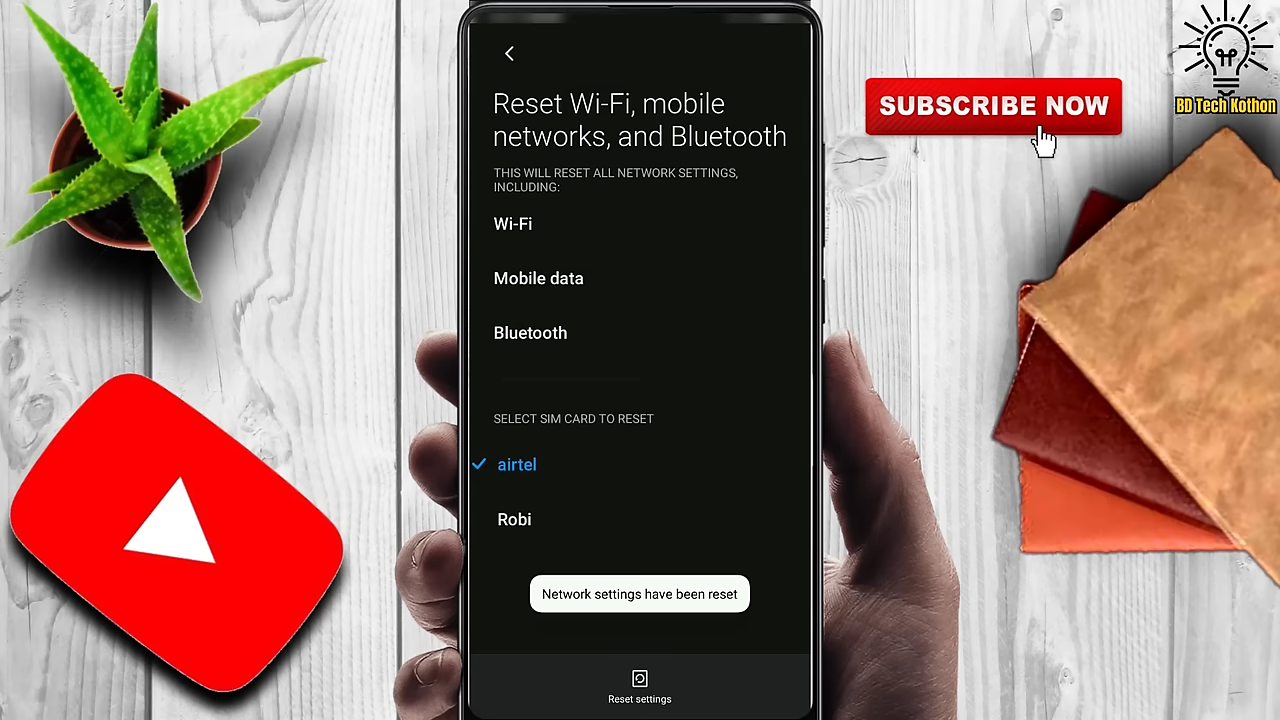 Reset Wi-Fi, mobile
networks, and Bluetooth
THIS WILL RESET ALL NETWORK SETTINGS,
INCLUDING:
Wi-Fi
Mobile data
Bluetooth
SELECT SIM CARD TO RESET
airtel
Robi
Network settings have been reset
Reset settings
SUBSCRIBE NOW
BD Tech Kothon